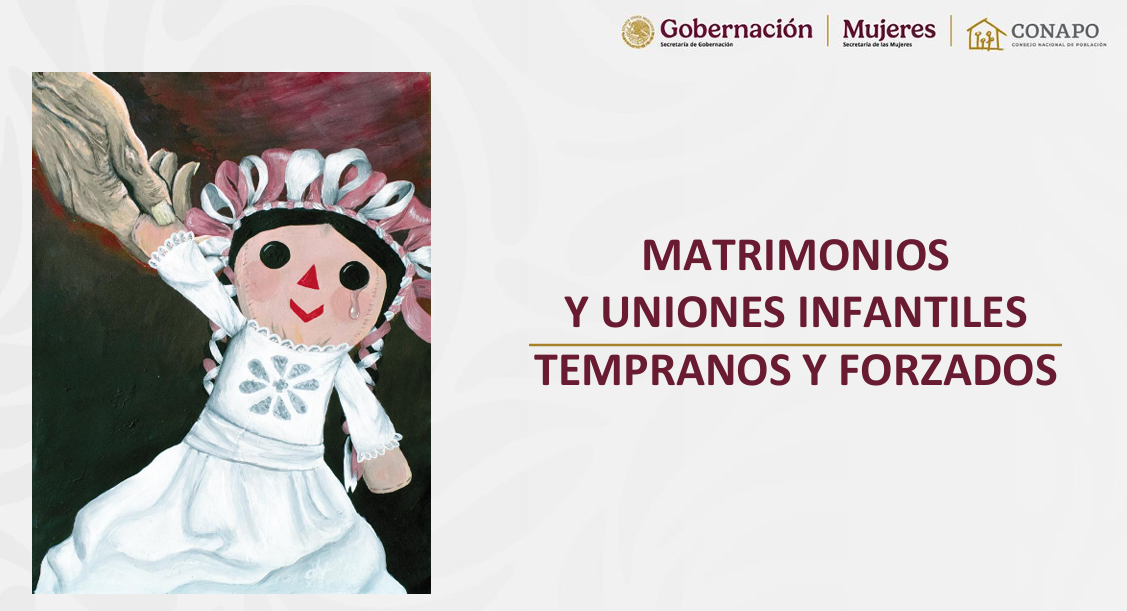 Gobernación
Secretaría de Gobernación
Mujeres
Secretaría de las Mujeres
CONAPO
CONSEJO NACIONAL DE POBLACIÓN
MATRIMONIOS
Y UNIONES INFANTILES
TEMPRANOS Y FORZADOS